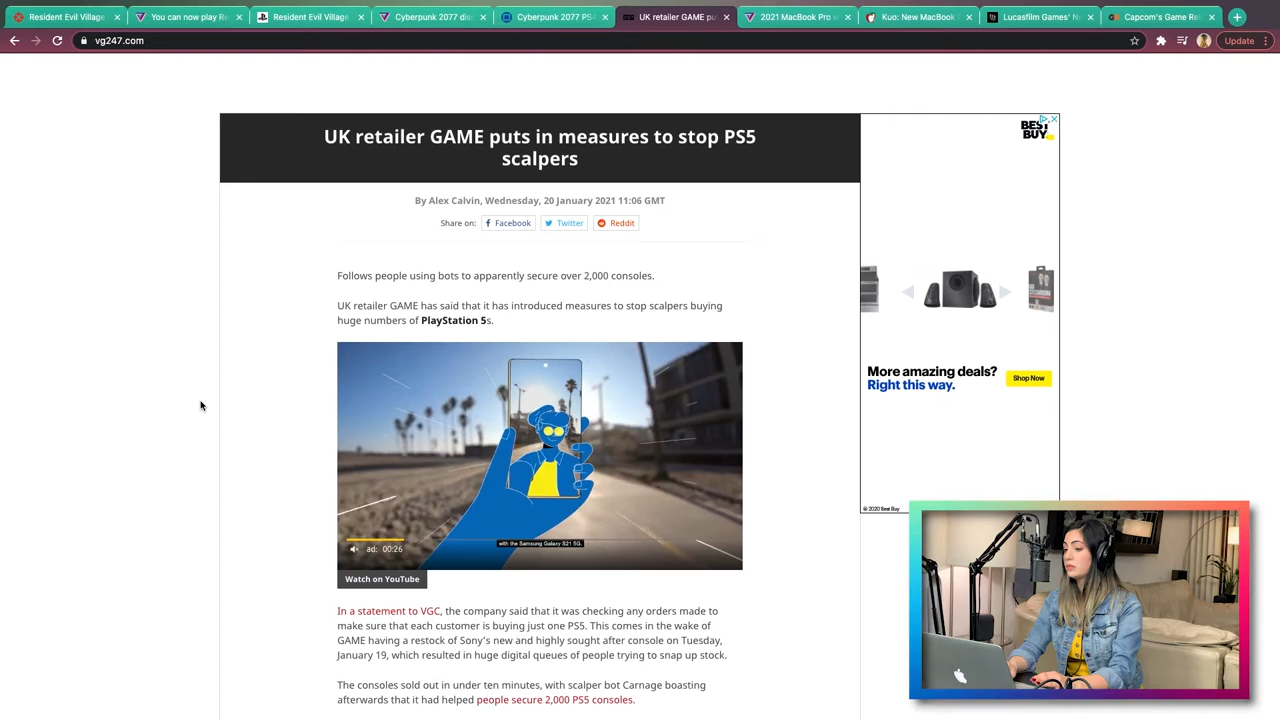 Resident Evil Village
You can now play Re
Resident Evil Village
Cyberpunk 2077 dis
Cyberpunk 2077 PS4
UK retailer GAME pu
2021 MacBook Pro w
Kuo: New MacBook
Lucasfilm Games' N
Capcom's Game Re
vg247.com
Update
UK retailer GAME puts in measures to stop PS5
scalpers
By Alex Calvin, Wednesday, 20 January 2021 11:06 GMT
Share on: Facebook Twitter Reddit
Follows people using bots to apparently secure over 2,000 consoles.
UK retailer GAME has said that it has introduced measures to stop scalpers buying
huge numbers of PlayStation 5s.
with the Samsung Galaxy S21 5G.
ad: 00:26
Watch on YouTube
In a statement to VGC, the company said that it was checking any orders made to
make sure that each customer is buying just one PS5. This comes in the wake of
GAME having a restock of Sony's new and highly sought after console on Tuesday,
January 19, which resulted in huge digital queues of people trying to snap up stock.
The consoles sold out in under ten minutes, with scalper bot Carnage boasting
afterwards that it had helped people secure 2,000 PS5 consoles.
BEST
BUY
More amazing deals?
Right this way.
Shop Now
© 2020 Best Buy